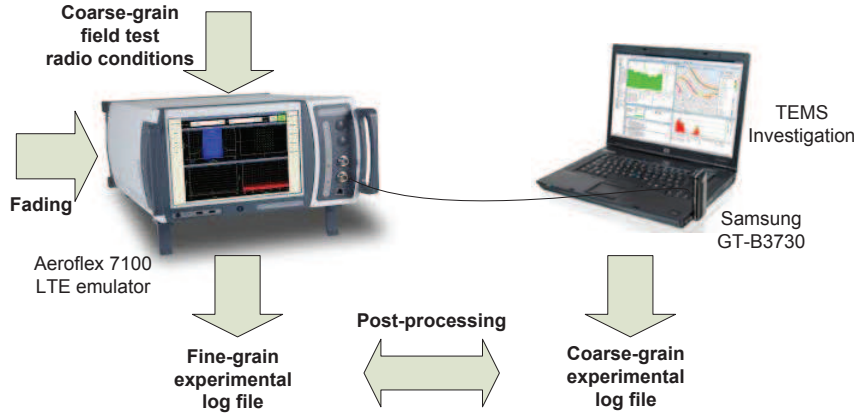 Coarse-grain
field test
radio conditions
Fading
TEMS
Investigation
Samsung
GT-B3730
Aeroflex 7100
LTE emulator
Post-processing
Fine-grain
experimental
log file
Coarse-grain
experimental
log file